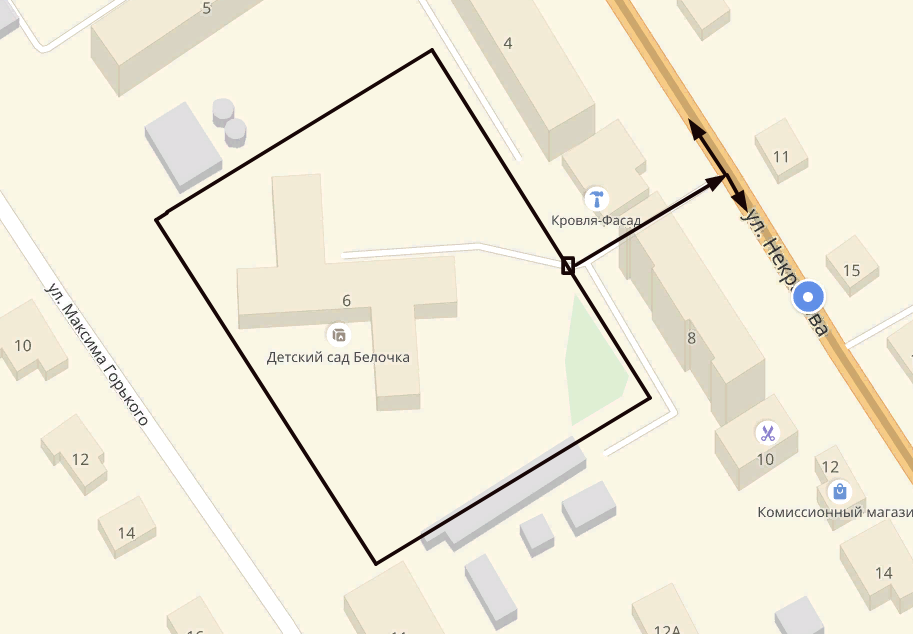 5
4
11
Кровля-Фасад
ул. Некр
ва
15
6
Детский сад Белочка
ул. Максима Горького
10
8
12
10
12
Комиссионный магази
14
14
12А